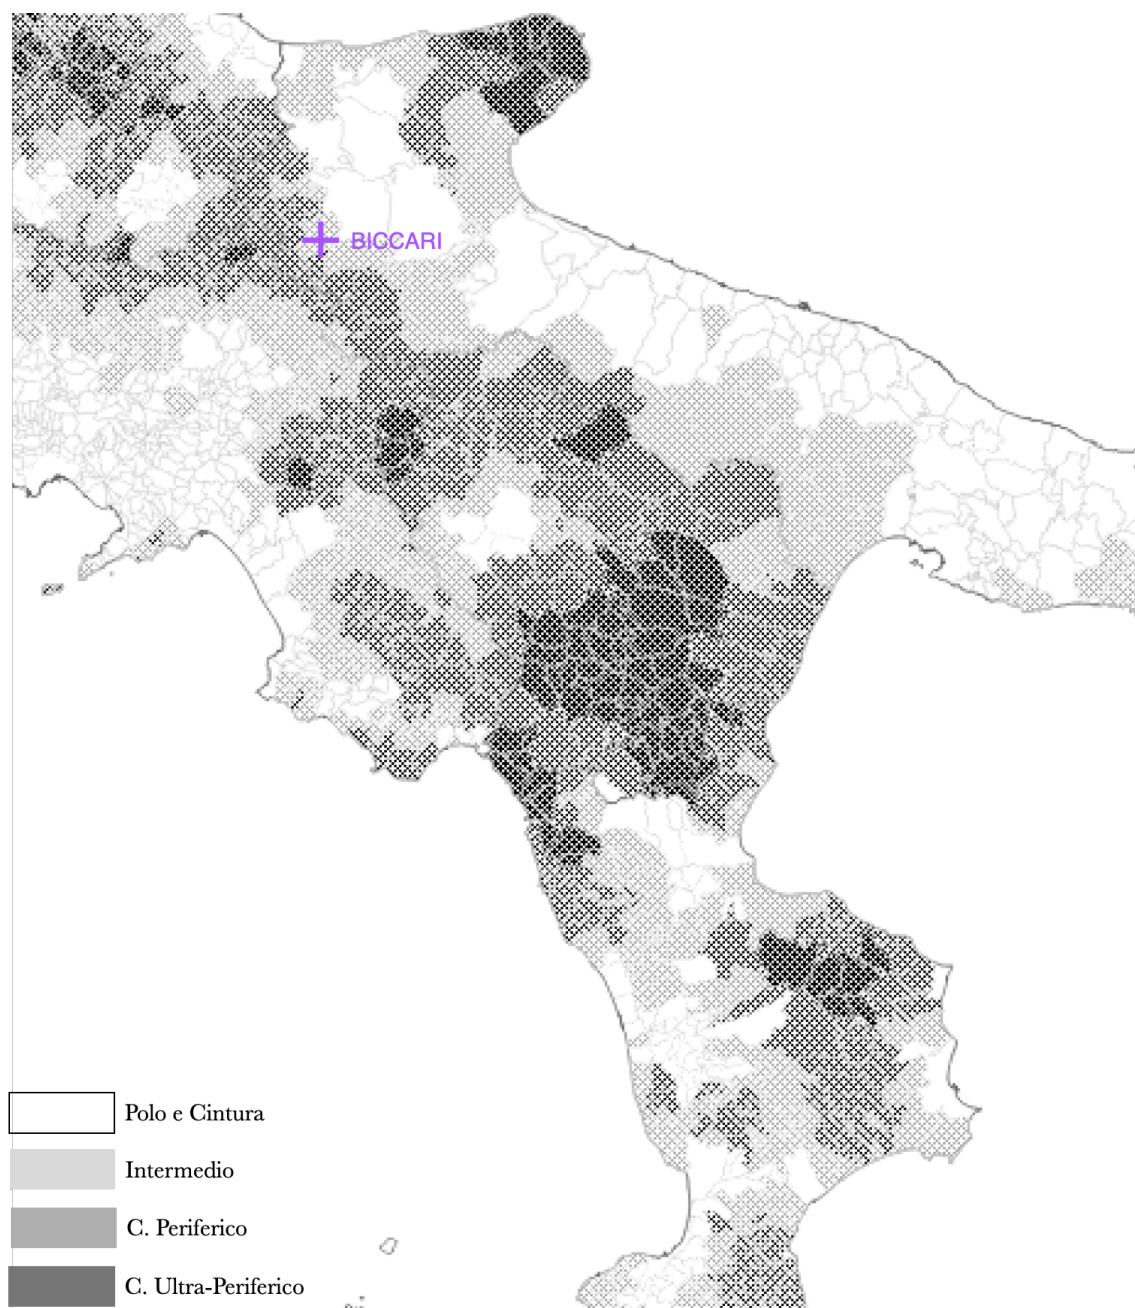 BICCARI
Polo e Cintura
Intermedio
C. Periferico
C. Ultra-Periferico